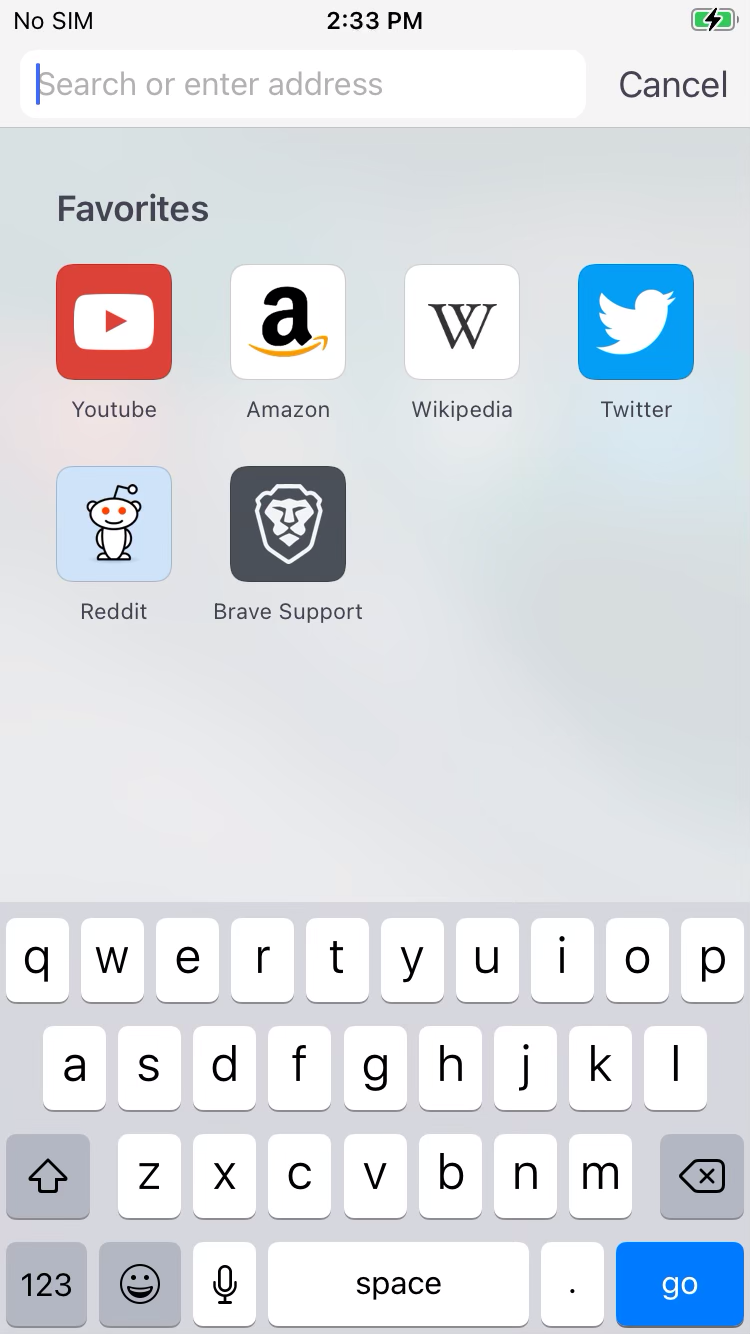 No SIM 2:33 PM
Search or enter address Cancel
Favorites
a W
Youtube Amazon Wikipedia Twitter
Reddit Brave Support
q w e r t y u i o p
a s d f g h j k l
z x c v b n m
123 space . go